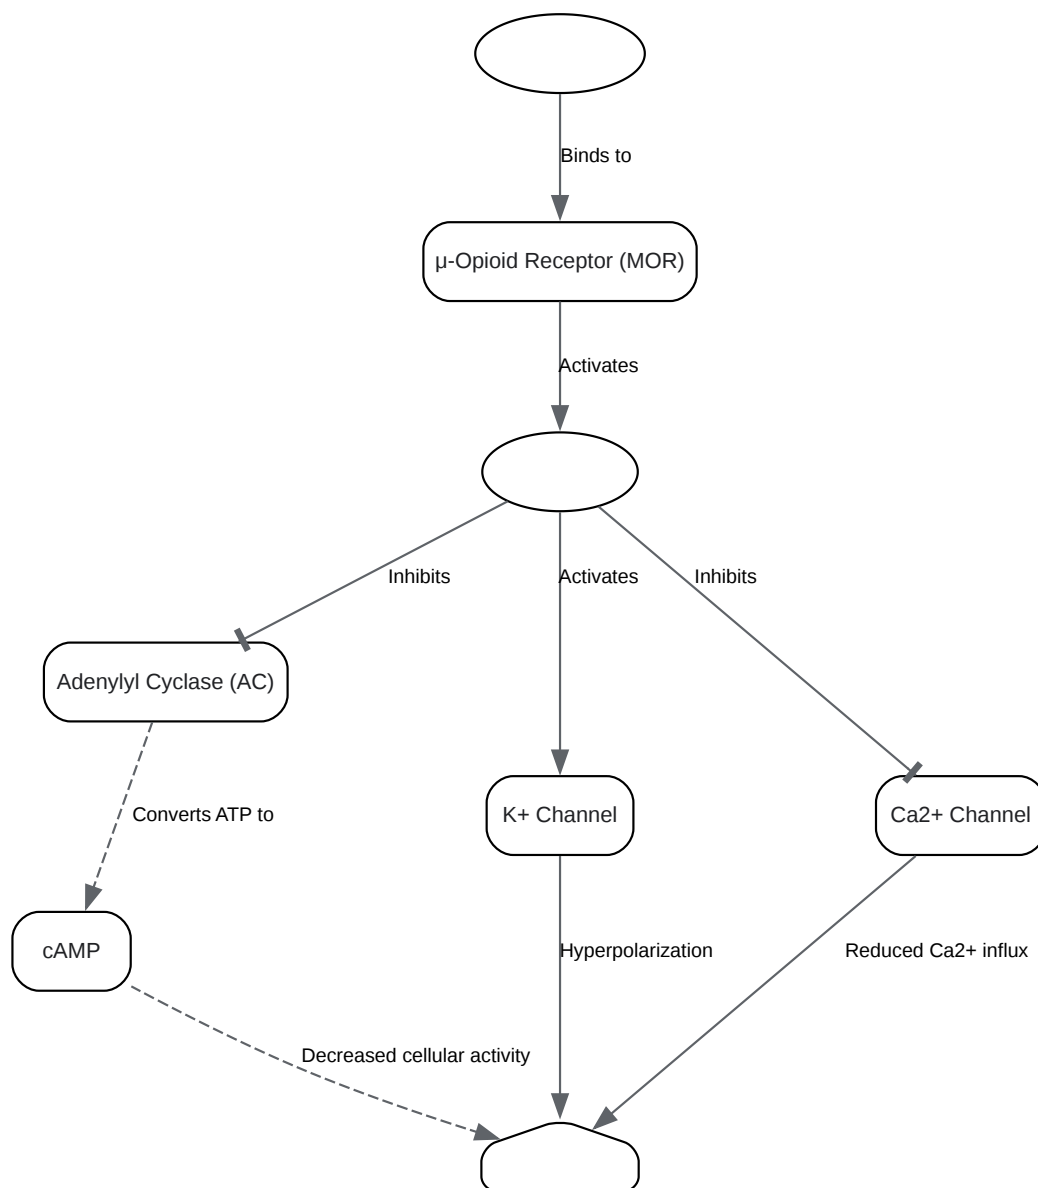 Binds to
μ-Opioid Receptor (MOR)
Activates
Inhibits
Activates
Inhibits
Adenylyl Cyclase (AC)
Converts ATP to
K+ Channel
Ca2+ Channel
cAMP
Hyperpolarization
Reduced Ca2+ influx
Decreased cellular activity